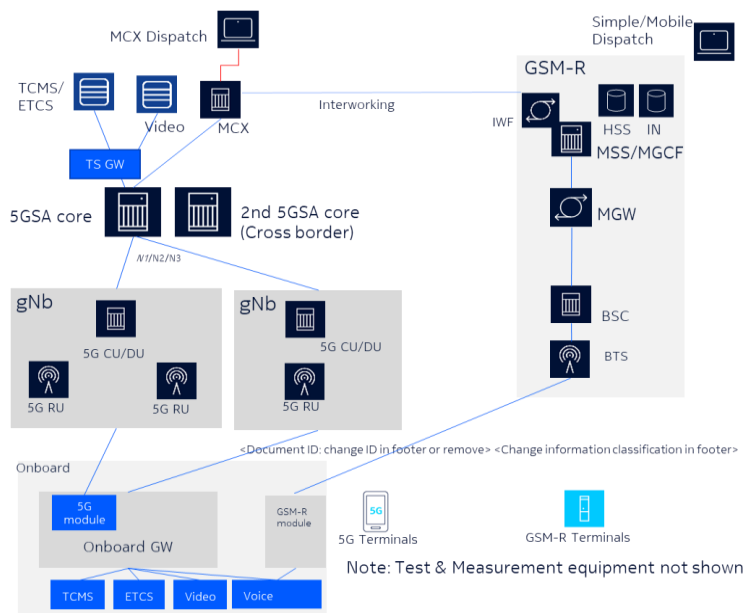 Simple/Mobile
Dispatch
MCX Dispatch
GSM-R
TCMS/
ETCS
Video
MCX
Interworking
IWF
HSS
IN
MSS/MGCF
TS GW
5GSA core
2nd 5GSA core
(Cross border)
MGW
N1/N2/N3
gNb
gNb
5G CU/DU
5G CU/DU
BSC
BTS
5G RU
5G RU
5G RU
<Document ID: change ID in footer or remove> <Change information classification in footer>
Onboard
5G
module
GSM-R
module
Onboard GW
5G
5G Terminals
GSM-R Terminals
Note: Test & Measurement equipment not shown
TCMS
ETCS
Video
Voice